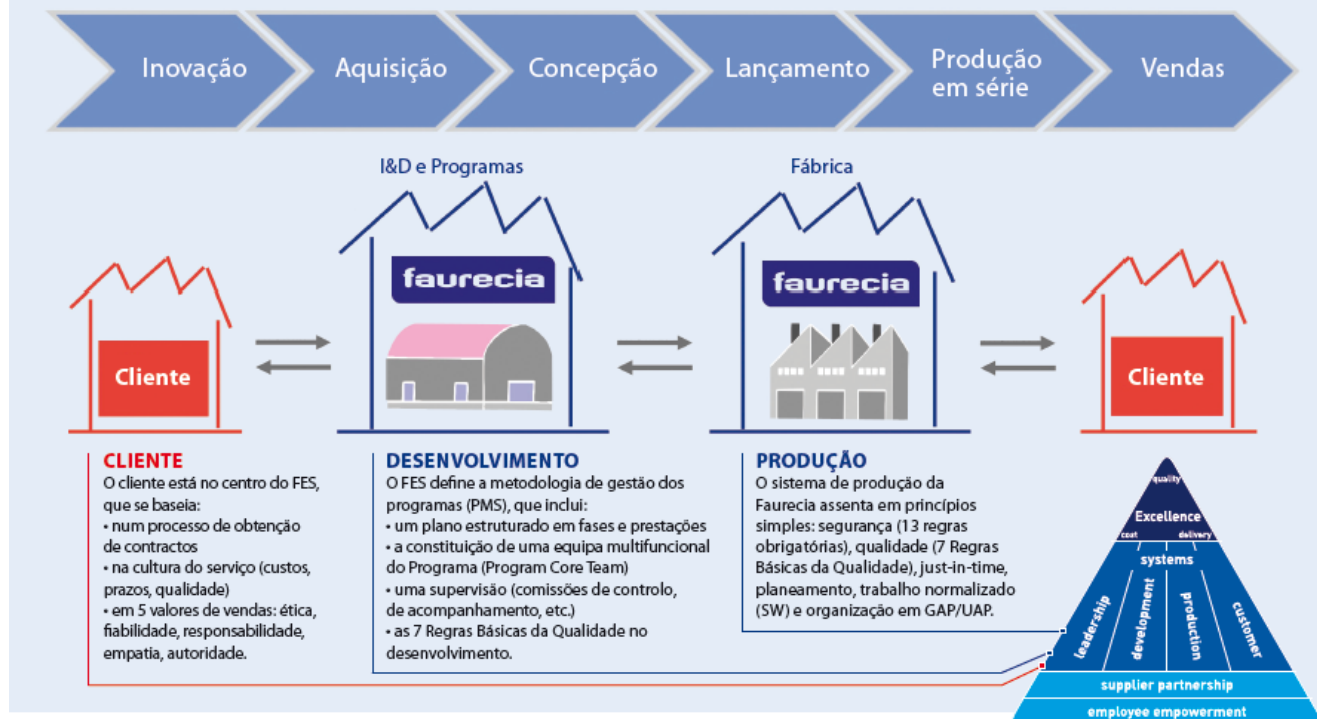 Inovação
Aquisição
Concepção
Lançamento
Produção
em série
Vendas
I&D e Programas
Fábrica
faurecia
faurecia
Cliente
Cliente
CLIENTE
O cliente está no centro do FES,
que se baseia:
• num processo de obtenção
de contractos
• na cultura do serviço (custos,
prazos, qualidade)
• em 5 valores de vendas: ética,
fiabilidade, responsabilidade,
empatia, autoridade.
DESENVOLVIMENTO
O FES define a metodologia de gestão dos
programas (PMS), que inclui:
• um plano estruturado em fases e prestações
• a constituição de uma equipa multifuncional
do Programa (Program Core Team)
• uma supervisão (comissões de controlo,
de acompanhamento, etc.)
• as 7 Regras Básicas da Qualidade no
desenvolvimento.
PRODUÇÃO
O sistema de produção da
Faurecia assenta em princípios
simples: segurança (13 regras
obrigatórias), qualidade (7 Regras
Básicas da Qualidade), just-in-time,
planeamento, trabalho normalizado
(SW) e organização em GAP/UAP.
quality
Excellence
cost delivery
systems
leadership
development
production
customer
supplier partnership
employee empowerment